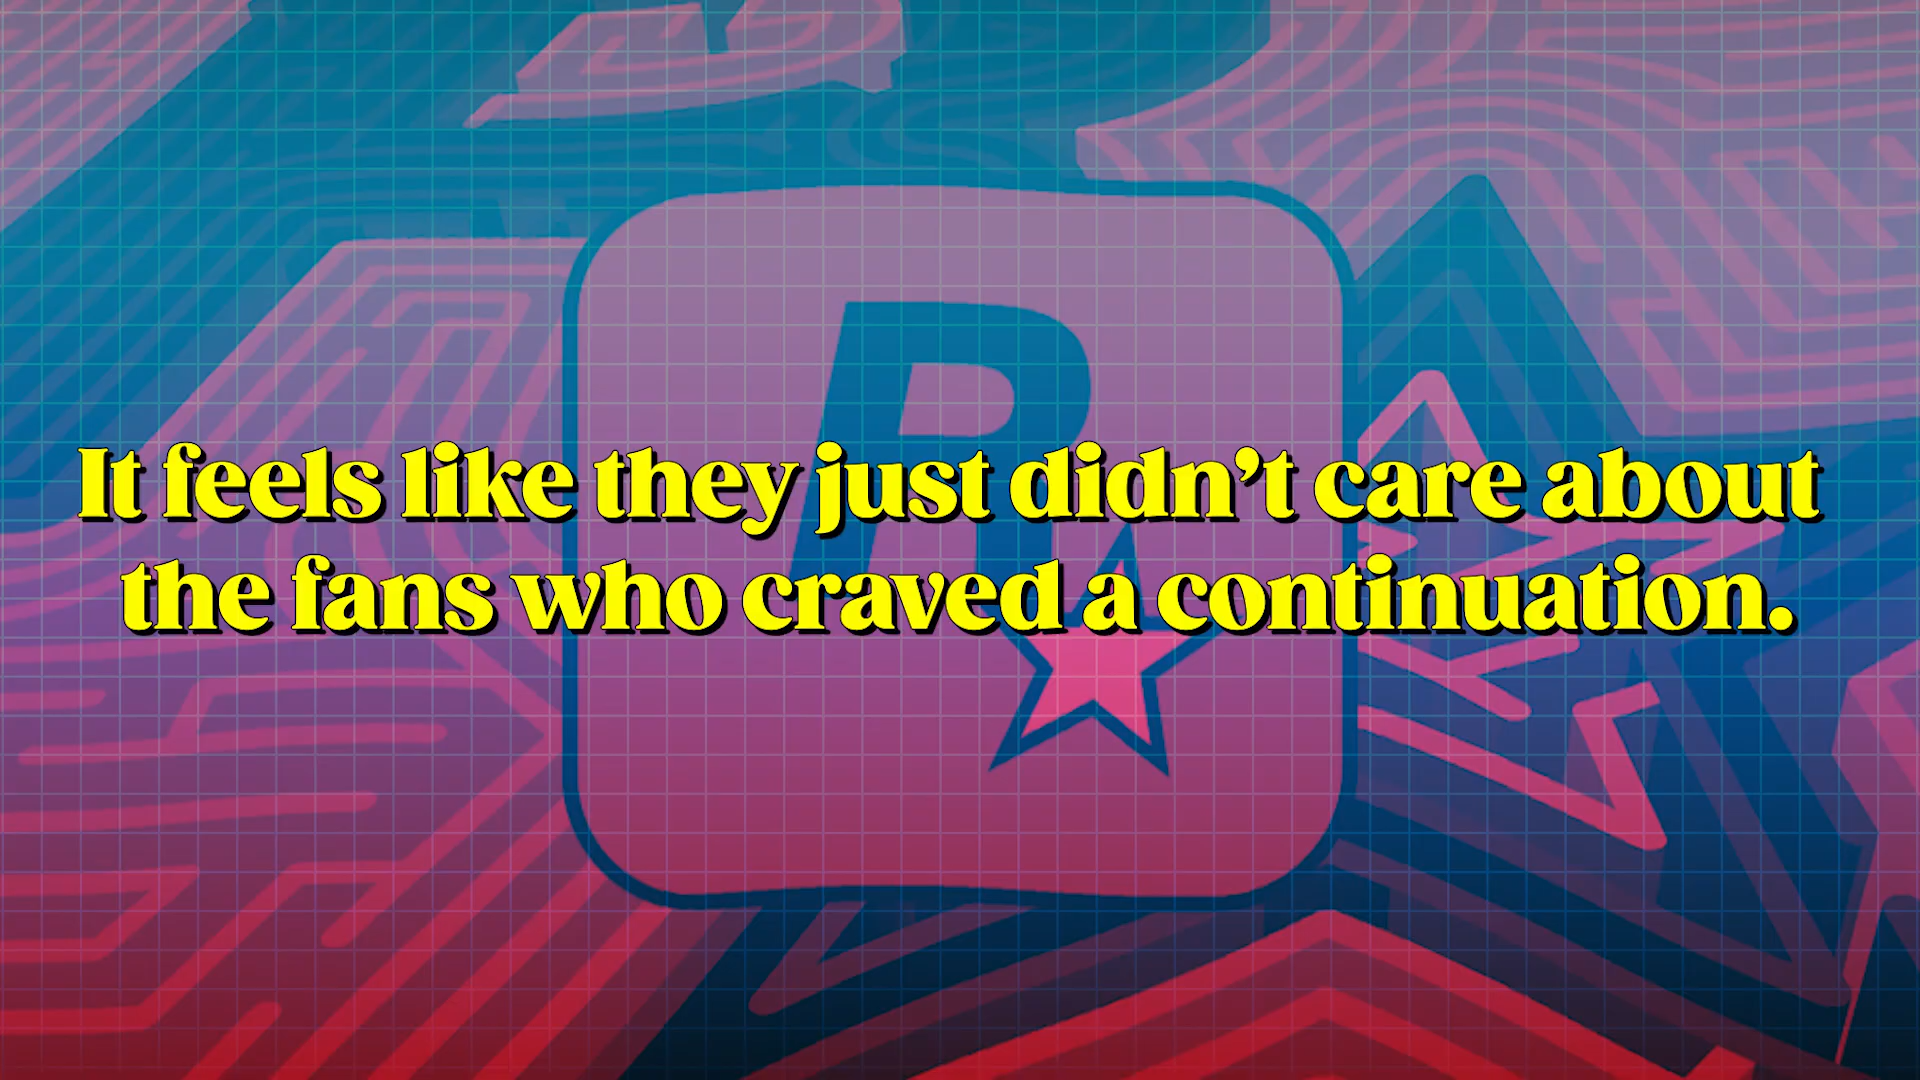 It feels like they just didn’t care about
the fans who craved a continuation.
R